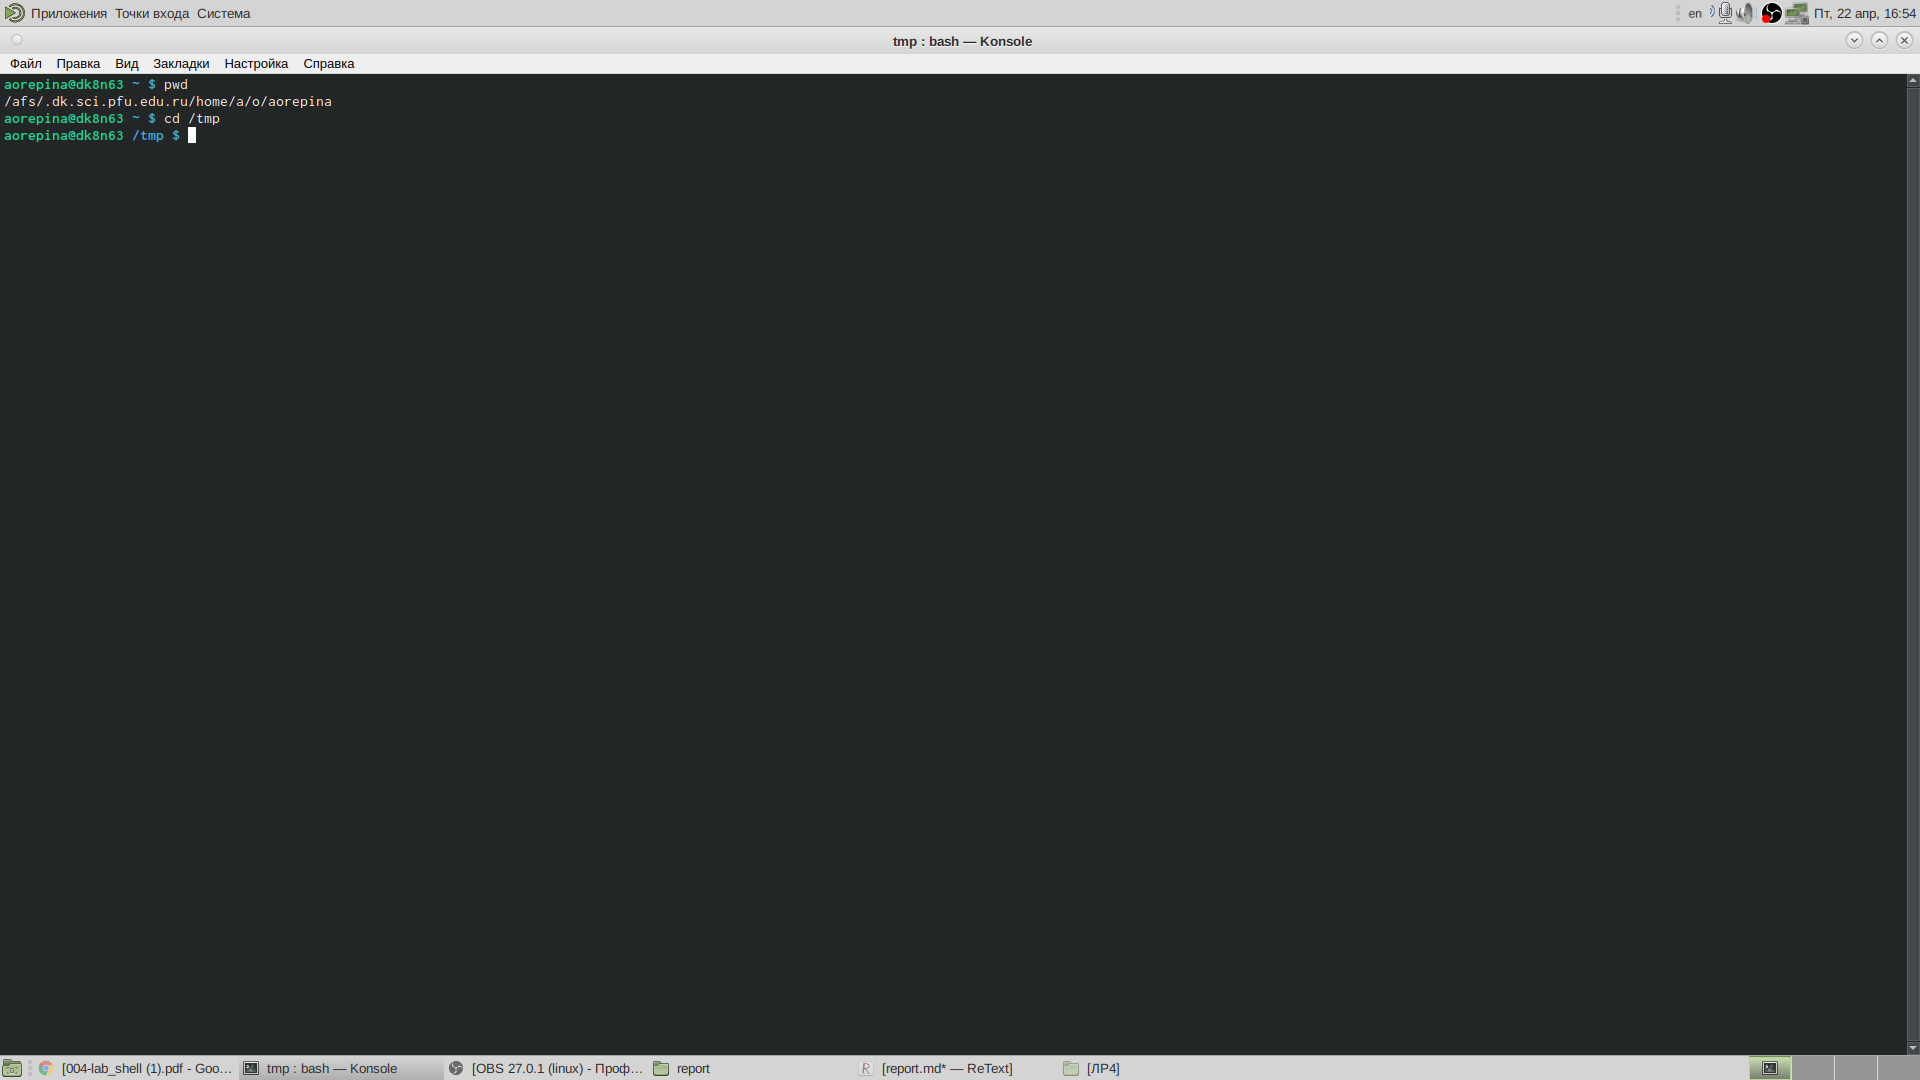 Приложения Точки входа Система en Пт, 22 апр, 16:54
tmp : bash — Konsole
Файл Правка Вид Закладки Настройка Справка
aorepina@dk8n63 ~ $ pwd
/afs/.dk.sci.pfu.edu.ru/home/a/o/aorepina
aorepina@dk8n63 ~ $ cd /tmp
aorepina@dk8n63 /tmp $
[004-lab_shell (1).pdf - Goo... tmp : bash — Konsole [OBS 27.0.1 (linux) - Проф... report [report.md* — ReText] [ЛР4]